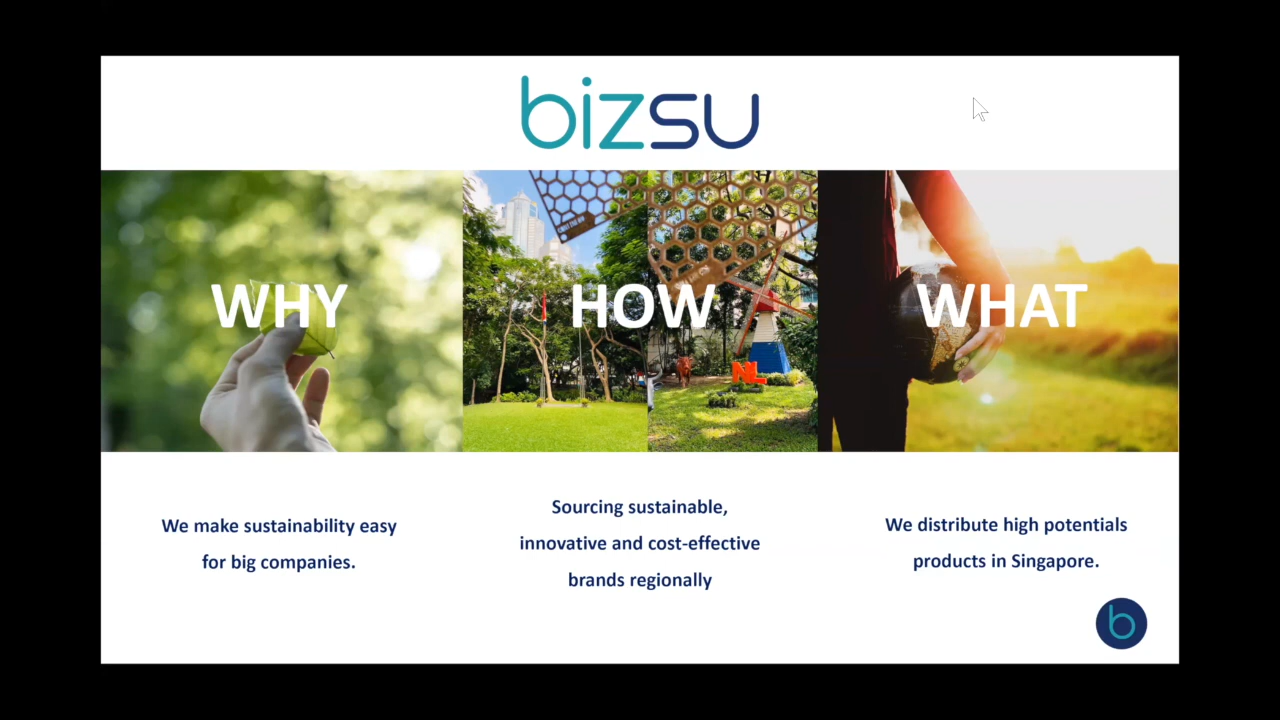 bizsu
WHY
HOW
WHAT
NL
We make sustainability easy
for big companies.
Sourcing sustainable,
innovative and cost-effective
brands regionally
We distribute high potentials
products in Singapore.
b